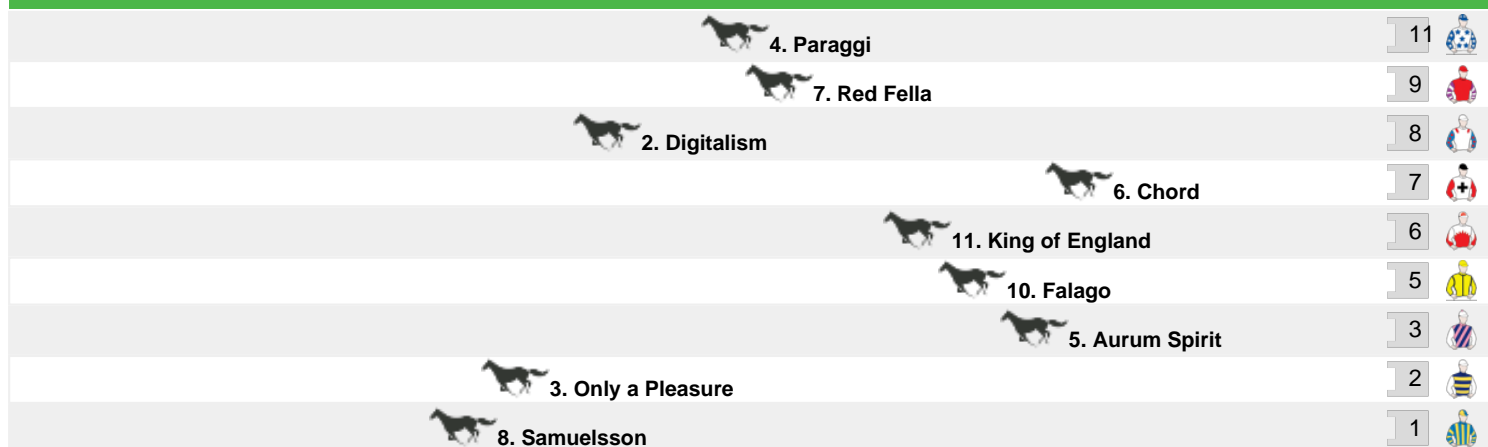 4. Paraggi 11
7. Red Fella 9
2. Digitalism 8
6. Chord 7
11. King of England 6
10. Falago 5
5. Aurum Spirit 3
3. Only a Pleasure 2
8. Samuelsson 1